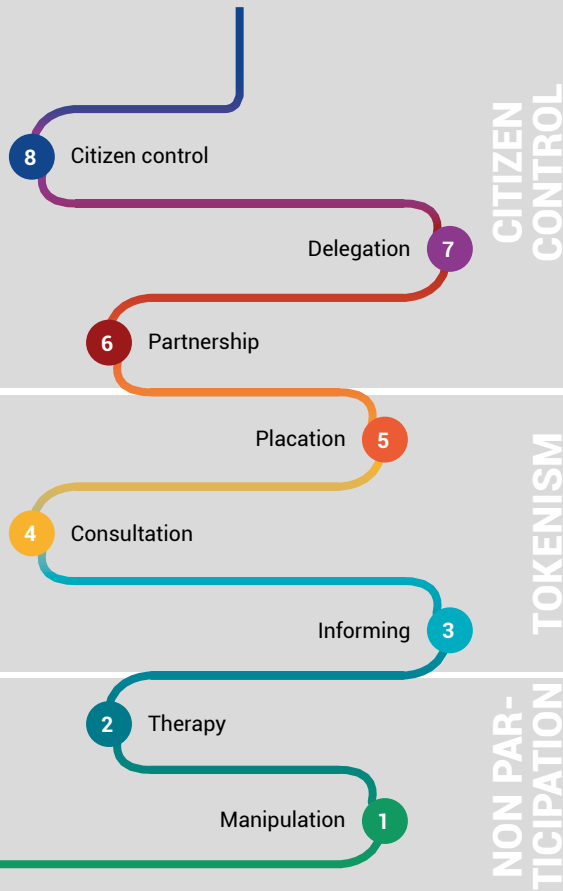 CITIZEN
CONTROL
8 Citizen control
Delegation 7
6 Partnership
TOKENISM
Placation 5
4 Consultation
Informing 3
NON PAR-
TICIPATION
2 Therapy
Manipulation 1